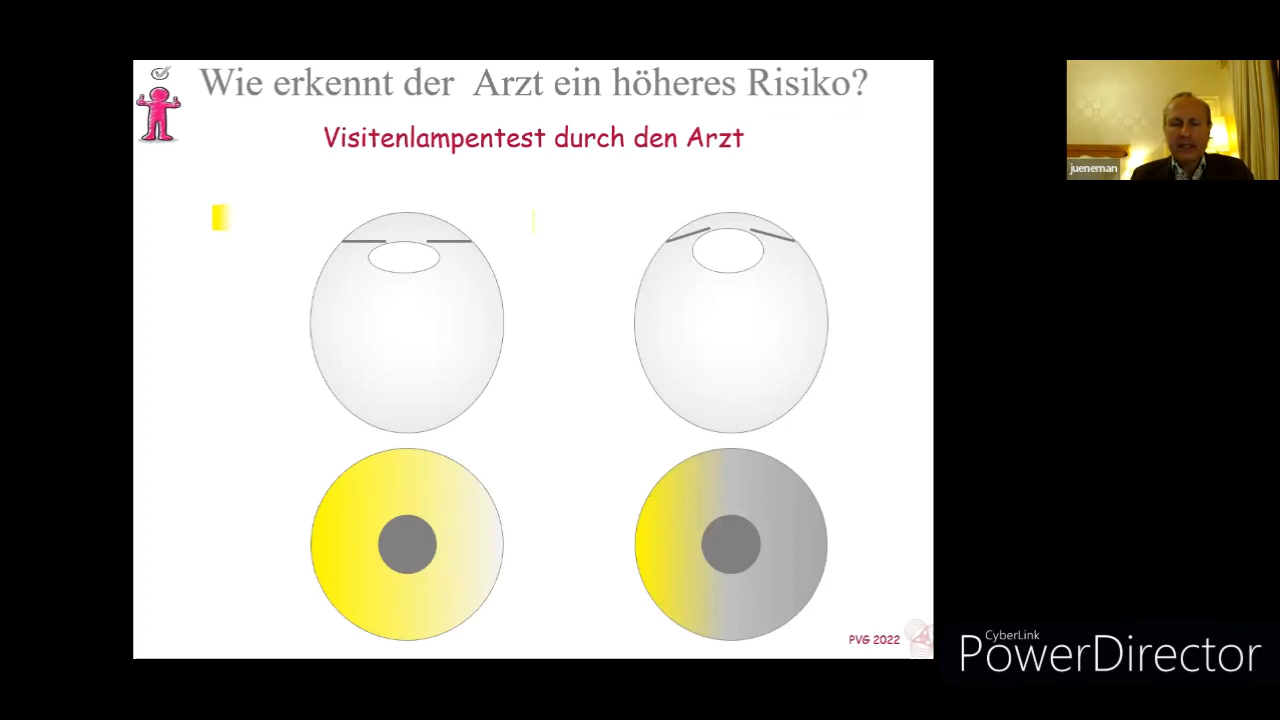 Wie erkennt der Arzt ein höheres Risiko?
Visitenlampentest durch den Arzt
jueneman
PVG 2022
CyberLink
PowerDirector